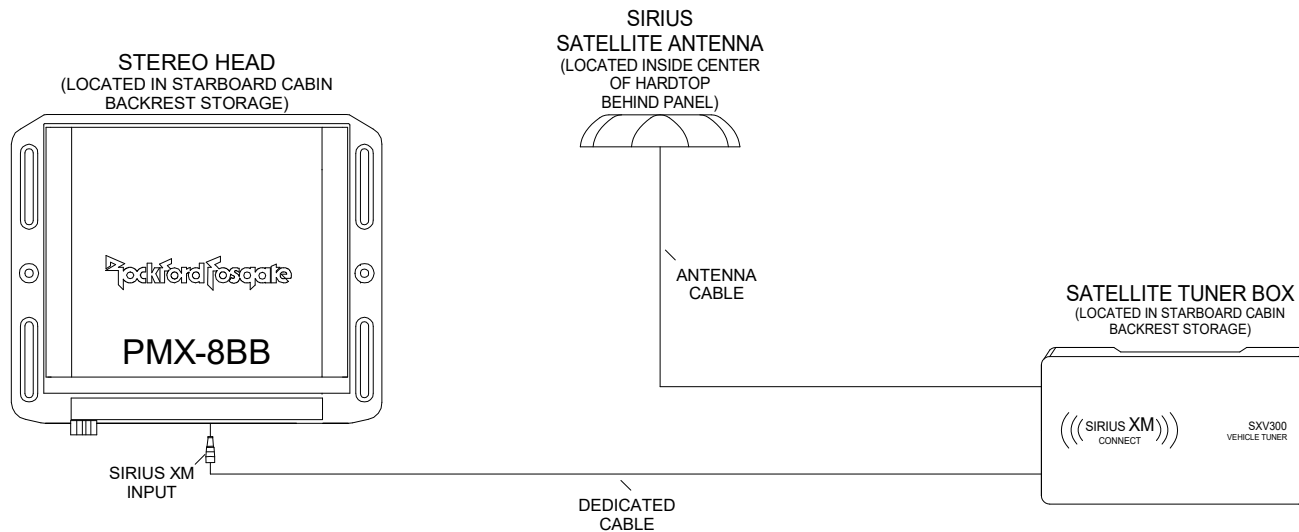 STEREO HEAD
(LOCATED IN STARBOARD CABIN
BACKREST STORAGE)
Rockford Fosgate
PMX-8BB
SIRIUS XM
INPUT
SIRIUS
SATELLITE ANTENNA
(LOCATED INSIDE CENTER
OF HARDTOP
BEHIND PANEL)
ANTENNA
CABLE
DEDICATED
CABLE
SATELLITE TUNER BOX
(LOCATED IN STARBOARD CABIN
BACKREST STORAGE)
SIRIUS XM
CONNECT
SXV300
VEHICLE TUNER